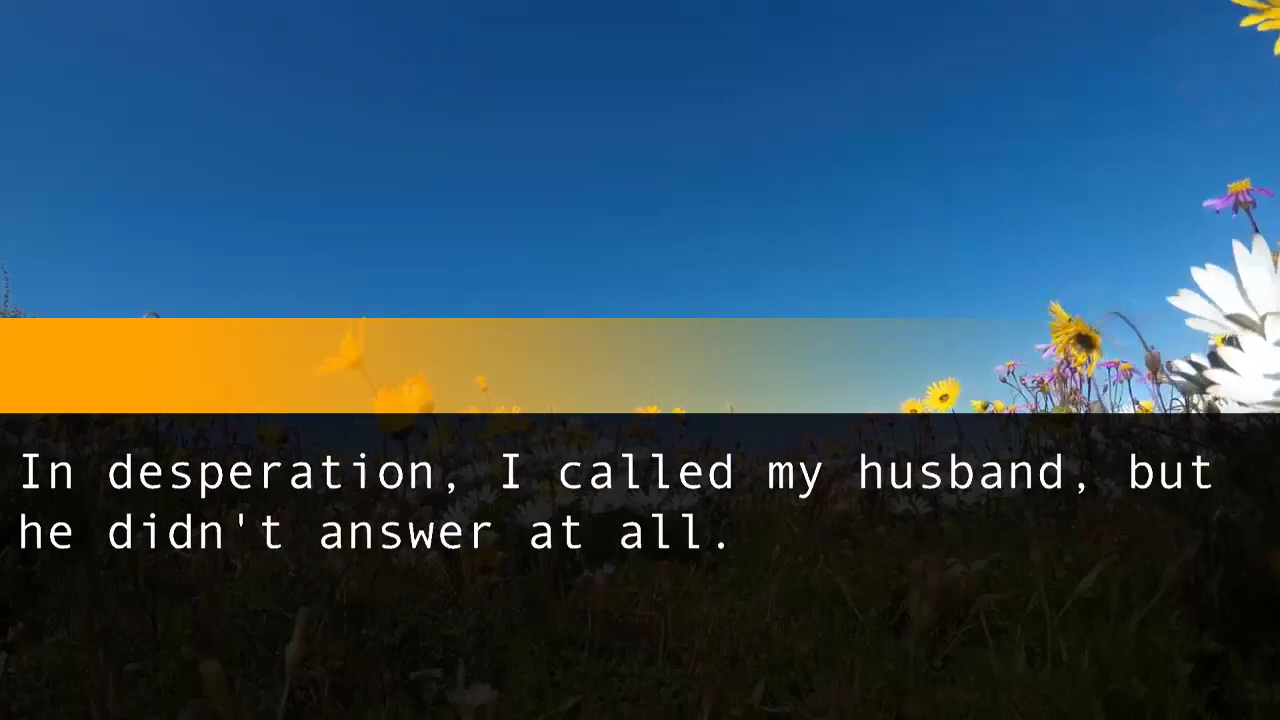 In desperation, I called my husband, but
he didn't answer at all.